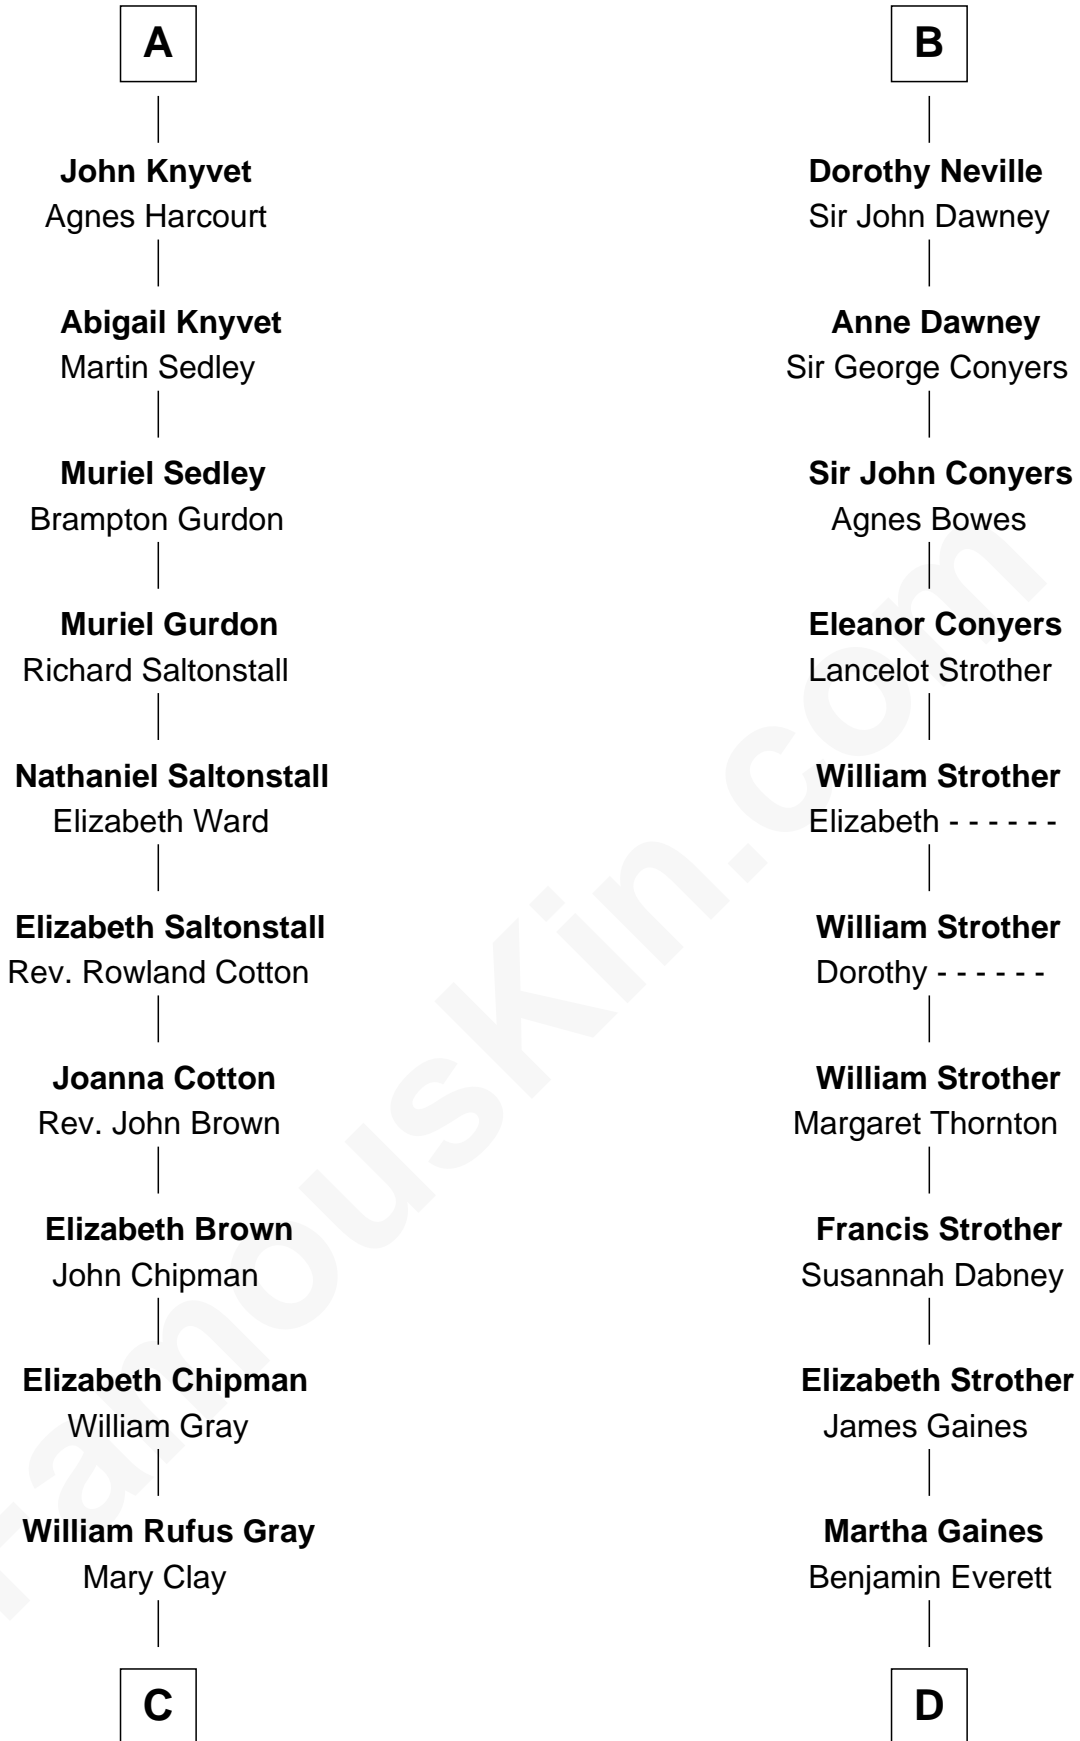 A
John Knyvet
Agnes Harcourt
Abigail Knyvet
Martin Sedley
Muriel Sedley
Brampton Gurdon
Muriel Gurdon
Richard Saltonstall
Nathaniel Saltonstall
Elizabeth Ward
Elizabeth Saltonstall
Rev. Rowland Cotton
Joanna Cotton
Rev. John Brown
Elizabeth Brown
John Chipman
Elizabeth Chipman
William Gray
William Rufus Gray
Mary Clay
C
B
Dorothy Neville
Sir John Dawney
Anne Dawney
Sir George Conyers
Sir John Conyers
Agnes Bowes
Eleanor Conyers
Lancelot Strother
William Strother
Elizabeth - - - - - -
William Strother
Dorothy - - - - - -
William Strother
Margaret Thornton
Francis Strother
Susannah Dabney
Elizabeth Strother
James Gaines
Martha Gaines
Benjamin Everett
D
FamousKin.com